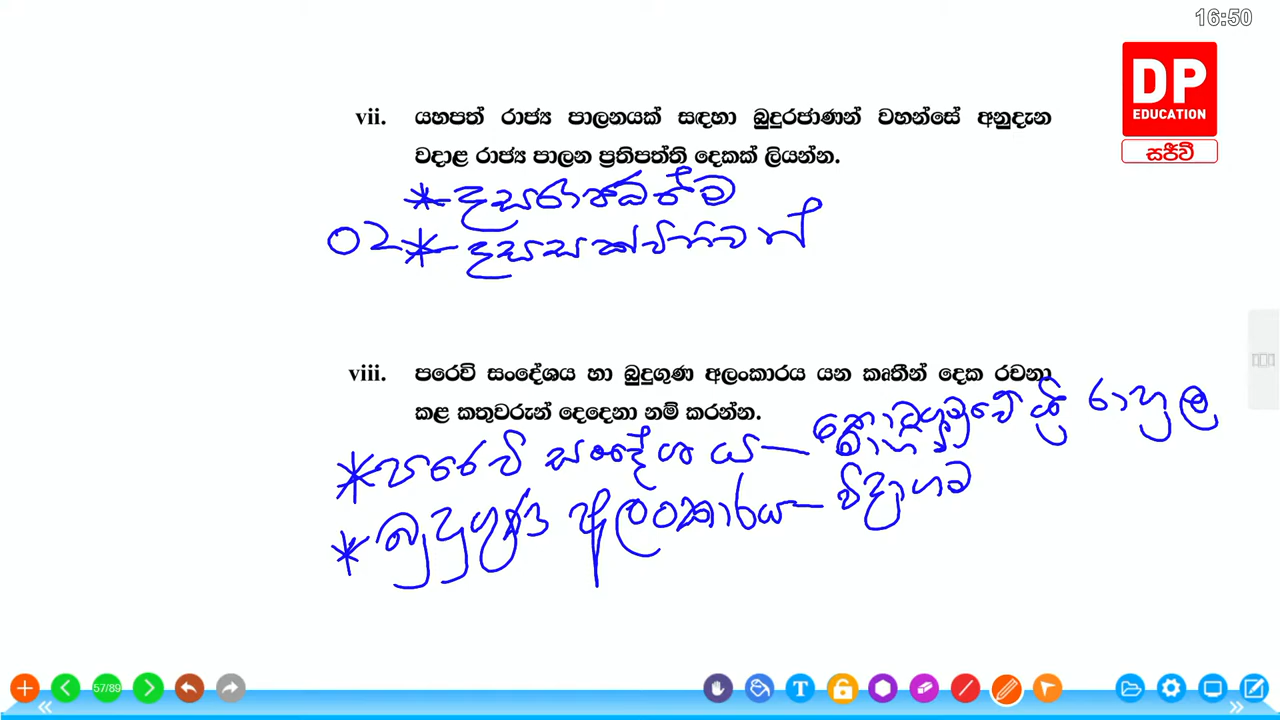 16:50
DP
EDUCATION
සජීවී
vii. යහපත් රාජ්‍ය පාලනයක් සඳහා බුදුරජාණන් වහන්සේ අනුදැන
වදාළ රාජ්‍ය පාලන ප්‍රතිපත්ති දෙකක් ලියන්න.
* දසරාජධර්ම
02 * දසසක්විතිවත්
viii. පරෙවි සංදේශය හා බුදුගුණ අලංකාරය යන කෘතීන් දෙක රචනා
කළ කතුවරුන් දෙදෙනා නම් කරන්න.
* පරෙවි සංදේශය — තොටගමුවේ ශ්‍රී රාහුල
* බුදුගුණ අලංකාරය — විදාගම
57/89